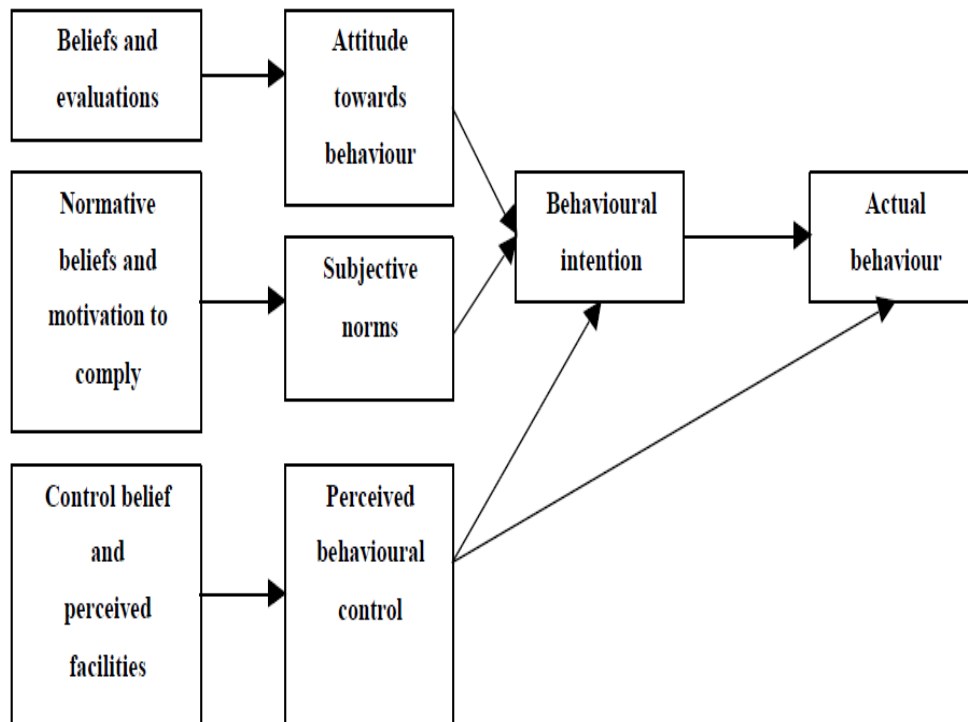 Beliefs and
evaluations
Attitude
towards
behaviour
Normative
beliefs and
motivation to
comply
Subjective
norms
Behavioural
intention
Actual
behaviour
Control belief
and
perceived
facilities
Perceived
behavioural
control